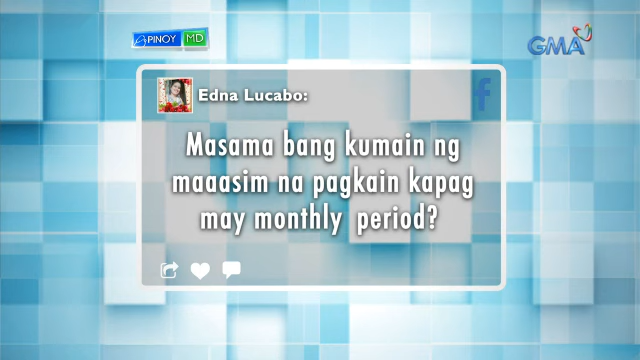 PINOY MD
GMA
Edna Lucabo:
Masama bang kumain ng
maaasim na pagkain kapag
may monthly period?